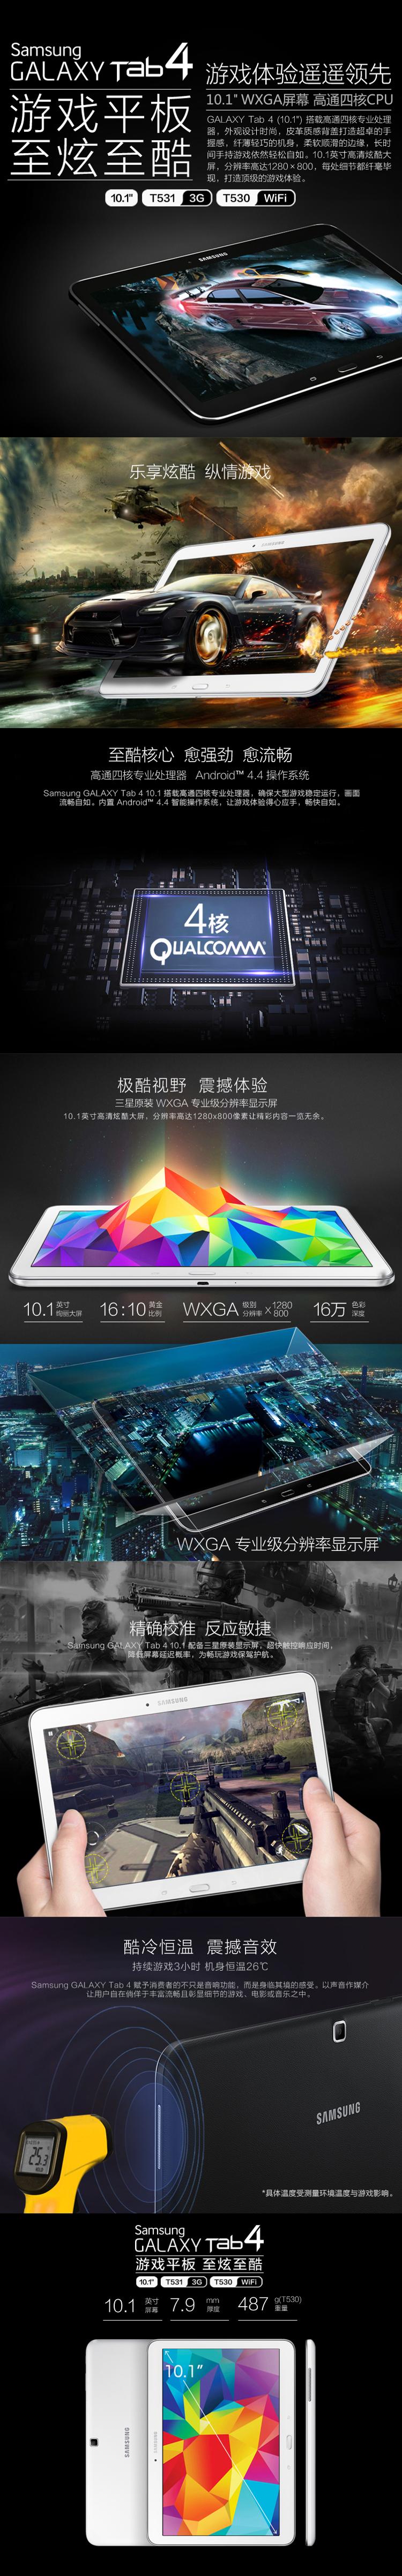 Samsung
GALAXY Tab4
游戏平板
至炫至酷
游戏体验遥遥领先
10.1" WXGA屏幕 高通四核CPU
GALAXY Tab 4 (10.1") 搭载高通四核专业处理
器，外观设计时尚，皮革质感背盖打造超卓的手
握感，纤薄轻巧的机身，柔软顺滑的边缘，长时
间手持游戏依然轻松自如。10.1英寸高清炫酷大
屏，分辨率高达1280×800，每处细节都纤毫毕
现，打造顶级的游戏体验。
10.1" T531 3G T530 WiFi
SAMSUNG
乐享炫酷 纵情游戏
SAMSUNG
至酷核心 愈强劲 愈流畅
高通四核专业处理器 Android™ 4.4 操作系统
Samsung GALAXY Tab 4 10.1 搭载高通四核专业处理器，确保大型游戏稳定运行，画面
流畅自如。内置 Android™ 4.4 智能操作系统，让游戏体验得心应手，畅快自如。
4核
QUALCOMM
极酷视野 震撼体验
三星原装 WXGA 专业级分辨率显示屏
10.1英寸高清炫酷大屏，分辨率高达1280x800像素让精彩内容一览无余。
10.1 英寸 绚丽大屏 16:10 黄金 比例 WXGA 级别 分辨率 1280 x800 16万 色彩 深度
WXGA 专业级分辨率显示屏
精确校准 反应敏捷
Samsung GALAXY Tab 4 10.1 配备三星原装显示屏，超快触控响应时间，
降低屏幕延迟概率，为畅玩游戏保驾护航。
SAMSUNG
酷冷恒温 震撼音效
持续游戏3小时 机身恒温26℃
Samsung GALAXY Tab 4 赋予消费者的不只是音响功能，而是身临其境的感受。以声音作媒介
让用户自在徜徉于丰富流畅且彰显细节的游戏、电影或音乐之中。
SAMSUNG
25.3
*具体温度受测量环境温度与游戏影响。
Samsung
GALAXY Tab4
游戏平板 至炫至酷
10.1" T531 3G T530 WiFi
10.1 英寸 屏幕 7.9 mm 厚度 487 g(T530) 重量
10.1"
SAMSUNG
SAMSUNG